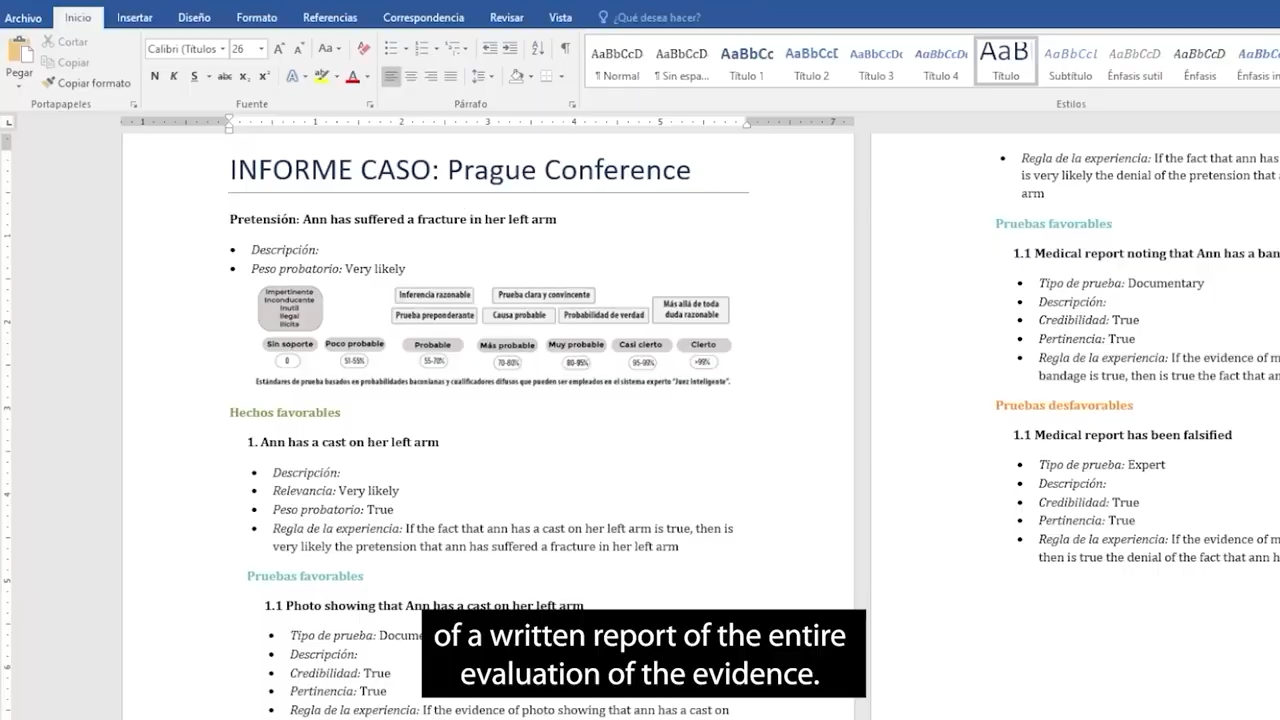 Archivo Inicio Insertar Diseño Formato Referencias Correspondencia Revisar Vista ¿Qué desea hacer?
Pegar
Cortar
Copiar
Copiar formato
Portapapeles
Calibri (Títulos 26
Aa
N K S abc x₂ x²
Fuente
Párrafo
AaBbCcD AaBbCcD AaBbCc AaBbCcD AaBbCcDc AaBbCcDc AaB AaBbCcL AaBbCcD AaBbCcD AaBbC
¶ Normal ¶ Sin espa... Título 1 Título 2 Título 3 Título 4 Título Subtítulo Énfasis sutil Énfasis Énfasis in
Estilos
1 1 2 3 4 5 7
INFORME CASO: Prague Conference
Pretensión: Ann has suffered a fracture in her left arm
• Descripción:
• Peso probatorio: Very likely
Impertinente
Inconducente
Inutil
Ilegal
Ilícita
Inferencia razonable Prueba clara y convincente
Prueba preponderante Causa probable Probabilidad de verdad
Más allá de toda
duda razonable
Sin soporte Poco probable Probable Más probable Muy probable Casi cierto Cierto
0 51-55% 55-70% 70-80% 80-95% 95-99% >99%
Estándares de prueba basados en probabilidades baconianas y cualificadores difusos que pueden ser empleados en el sistema experto "Juez Inteligente".
Hechos favorables
1. Ann has a cast on her left arm
• Descripción:
• Relevancia: Very likely
• Peso probatorio: True
• Regla de la experiencia: If the fact that ann has a cast on her left arm is true, then is
very likely the pretension that ann has suffered a fracture in her left arm
Pruebas favorables
1.1 Photo showing that Ann has a cast on her left arm
• Tipo de prueba: Docume
• Descripción:
• Credibilidad: True
• Pertinencia: True
• Regla de la experiencia: If the evidence of photo showing that ann has a cast on
• Regla de la experiencia: If the fact that ann has
is very likely the denial of the pretension that
arm
Pruebas favorables
1.1 Medical report noting that Ann has a ban
• Tipo de prueba: Documentary
• Descripción:
• Credibilidad: True
• Pertinencia: True
• Regla de la experiencia: If the evidence of m
bandage is true, then is true the fact that an
Pruebas desfavorables
1.1 Medical report has been falsified
• Tipo de prueba: Expert
• Descripción:
• Credibilidad: True
• Pertinencia: True
• Regla de la experiencia: If the evidence of m
then is true the denial of the fact that ann h
of a written report of the entire
evaluation of the evidence.